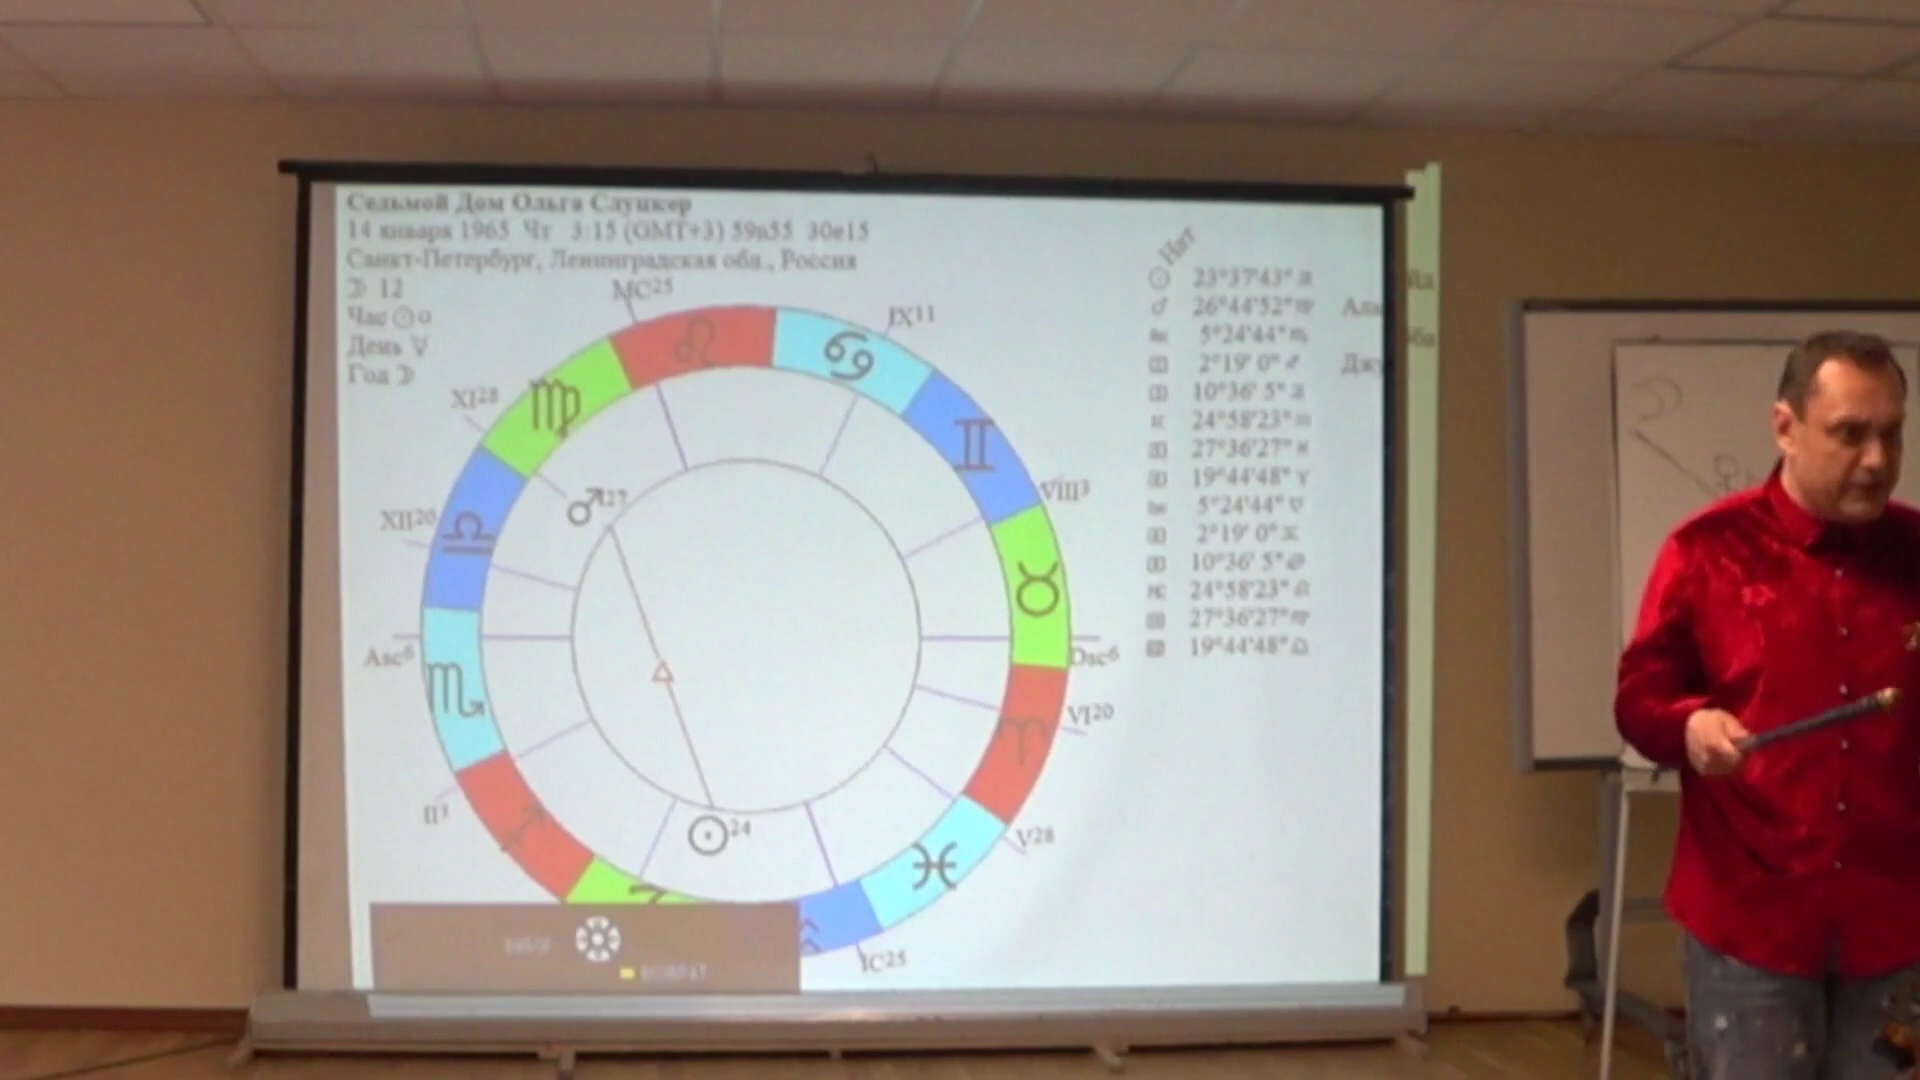 Седьмой Дом Ольга Слуцкер
14 января 1965 Чт 3:15 (GMT+3) 59n55 30e15
Санкт-Петербург, Ленинградская обл., Россия
☽ 12
Час ☉
День
Год ☽
MC25
IX11
XI28
VIII3
XII20
♂27
Asc6
Dsc6
VI20
II3
V28
☉24
IC25
Нат
☉ 23°37'43"
♂ 26°44'52"
5°24'44"
2°19' 0"
10°36' 5"
24°58'23"
27°36'27"
19°44'48"
5°24'44"
2°19' 0"
10°36' 5"
MC 24°58'23"
27°36'27"
19°44'48"